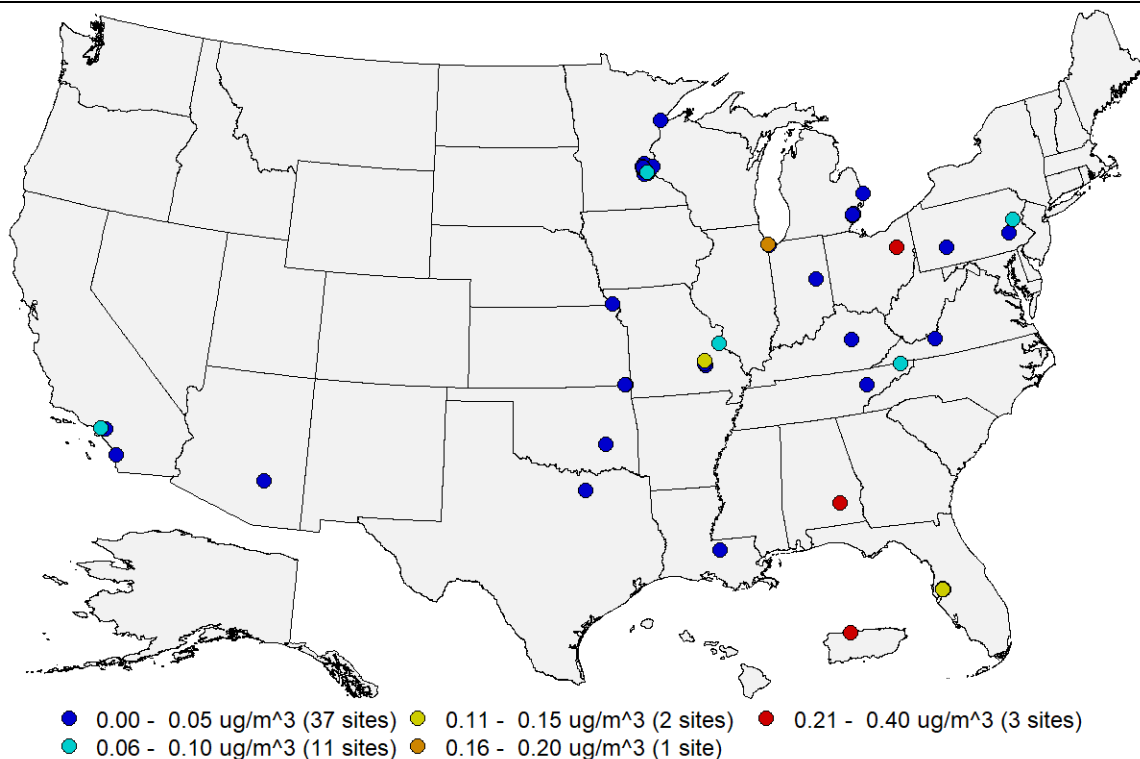 0.00 - 0.05 ug/m^3 (37 sites) 0.11 - 0.15 ug/m^3 (2 sites) 0.21 - 0.40 ug/m^3 (3 sites)
0.06 - 0.10 ug/m^3 (11 sites) 0.16 - 0.20 ug/m^3 (1 site)